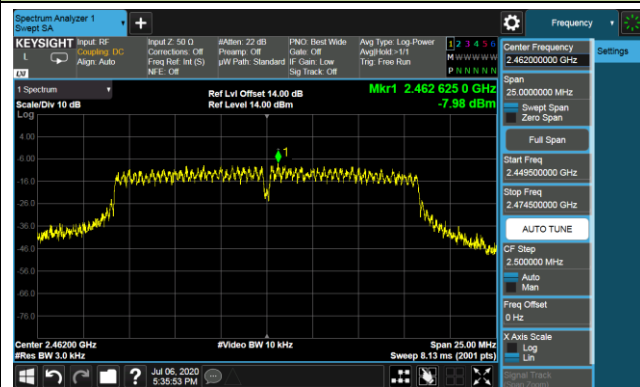 Spectrum Analyzer 1
Swept SA
Frequency
KEYSIGHT
Input: RF
Coupling: DC
Align: Auto
Input Z: 50 Ω
Corrections: Off
Freq Ref: Int (S)
NFE: Off
#Atten: 22 dB
Preamp: Off
µW Path: Standard
PNO: Best Wide
Gate: Off
IF Gain: Low
Sig Track: Off
Avg Type: Log-Power
Avg|Hold:>1/1
Trig: Free Run
1 2 3 4 5 6
M W W W W W
P N N N N N
L
LXI
1 Spectrum
Scale/Div 10 dB
Log
Ref Lvl Offset 14.00 dB
Ref Level 14.00 dBm
Mkr1 2.462 625 0 GHz
-7.98 dBm
1
4.00
-6.00
-16.0
-26.0
-36.0
-46.0
-56.0
-66.0
-76.0
Center 2.46200 GHz
#Res BW 3.0 kHz
#Video BW 10 kHz
Span 25.00 MHz
Sweep 8.13 ms (2001 pts)
Center Frequency
2.462000000 GHz
Settings
Span
25.0000000 MHz
Swept Span
Zero Span
Full Span
Start Freq
2.449500000 GHz
Stop Freq
2.474500000 GHz
AUTO TUNE
CF Step
2.500000 MHz
Auto
Man
Freq Offset
0 Hz
X Axis Scale
Log
Lin
Signal Track
(Span Zoom)
?
Jul 06, 2020
5:35:53 PM